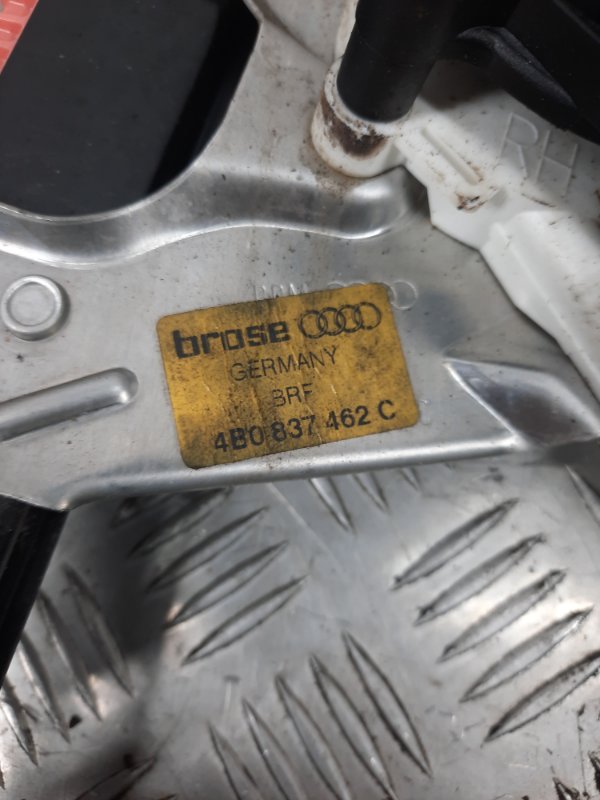 RH
brose
GERMANY
BRF
4B0 837 462 C